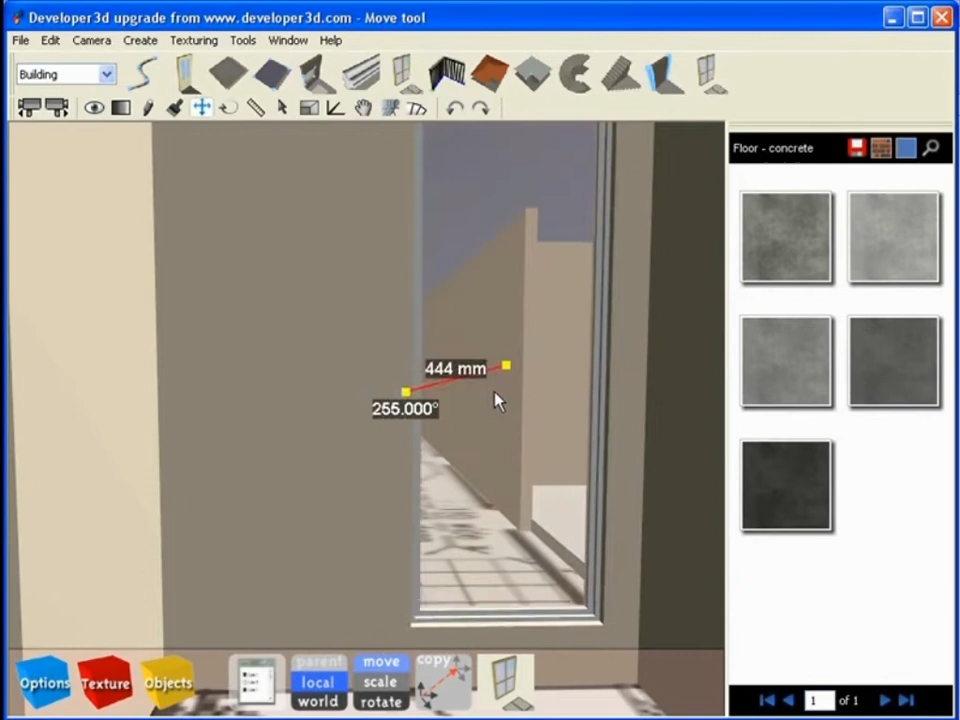 Developer3d upgrade from www.developer3d.com - Move tool
File Edit Camera Create Texturing Tools Window Help
Building
Floor - concrete
444 mm
255.000°
Options Texture Objects
parent local world
move scale rotate
copy
1 of 1